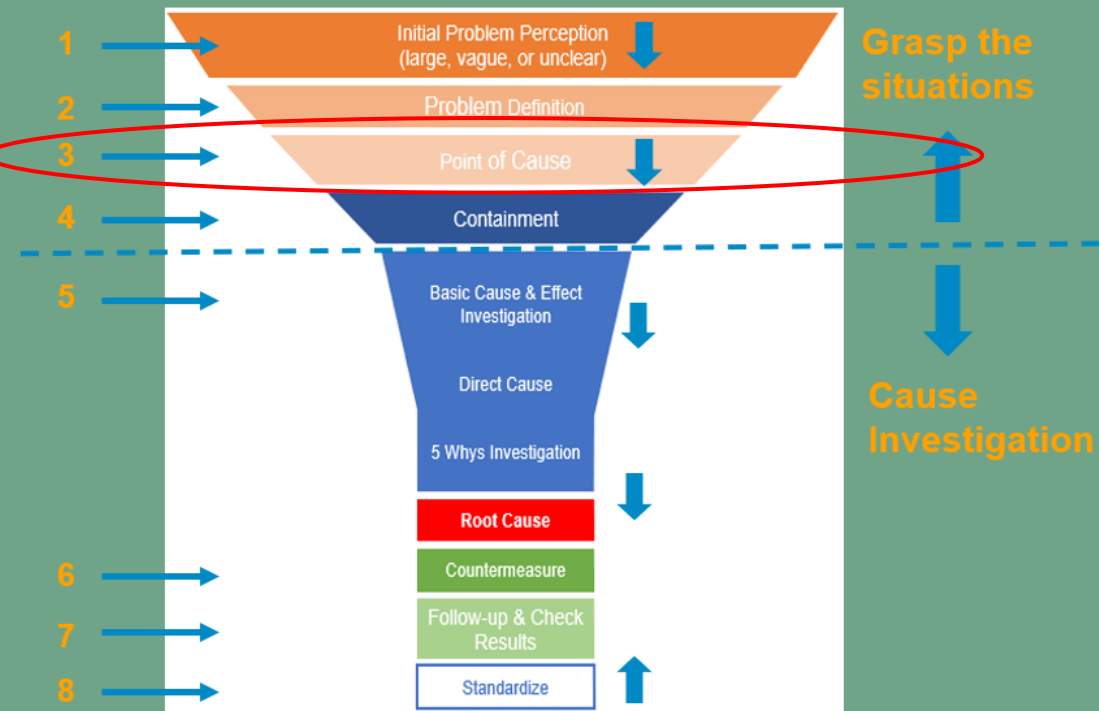 1
Initial Problem Perception
(large, vague, or unclear)
Grasp the
situations
2
Problem Definition
3
Point of Cause
4
Containment
5
Basic Cause & Effect
Investigation
Direct Cause
Cause
Investigation
5 Whys Investigation
Root Cause
6
Countermeasure
7
Follow-up & Check
Results
8
Standardize